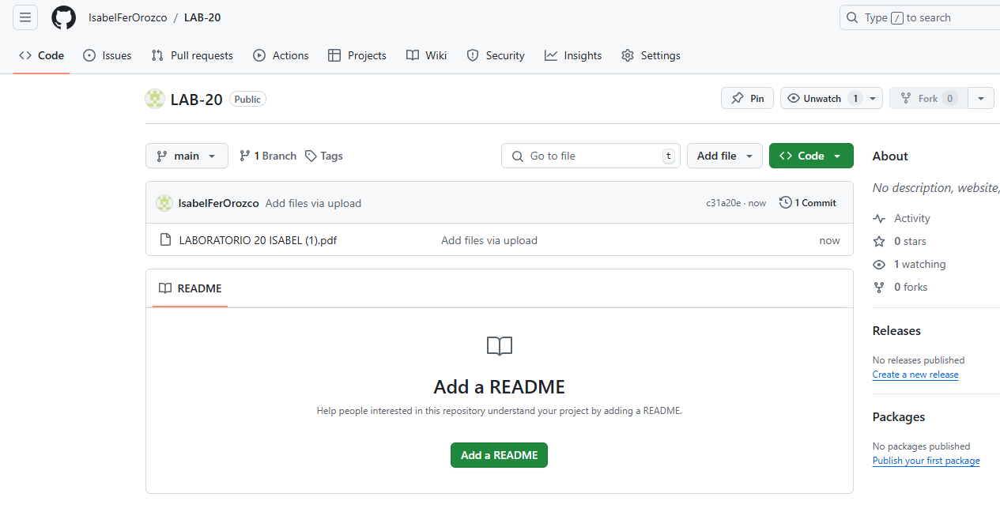 IsabelFerOrozco / LAB-20
Type / to search
Code Issues Pull requests Actions Projects Wiki Security Insights Settings
LAB-20 Public
Pin Unwatch 1 Fork 0
main 1 Branch Tags
Go to file t Add file Code
IsabelFerOrozco Add files via upload c31a20e · now 1 Commit
LABORATORIO 20 ISABEL (1).pdf Add files via upload now
README
Add a README
Help people interested in this repository understand your project by adding a README.
Add a README
About
No description, website,
Activity
0 stars
1 watching
0 forks
Releases
No releases published
Create a new release
Packages
No packages published
Publish your first package